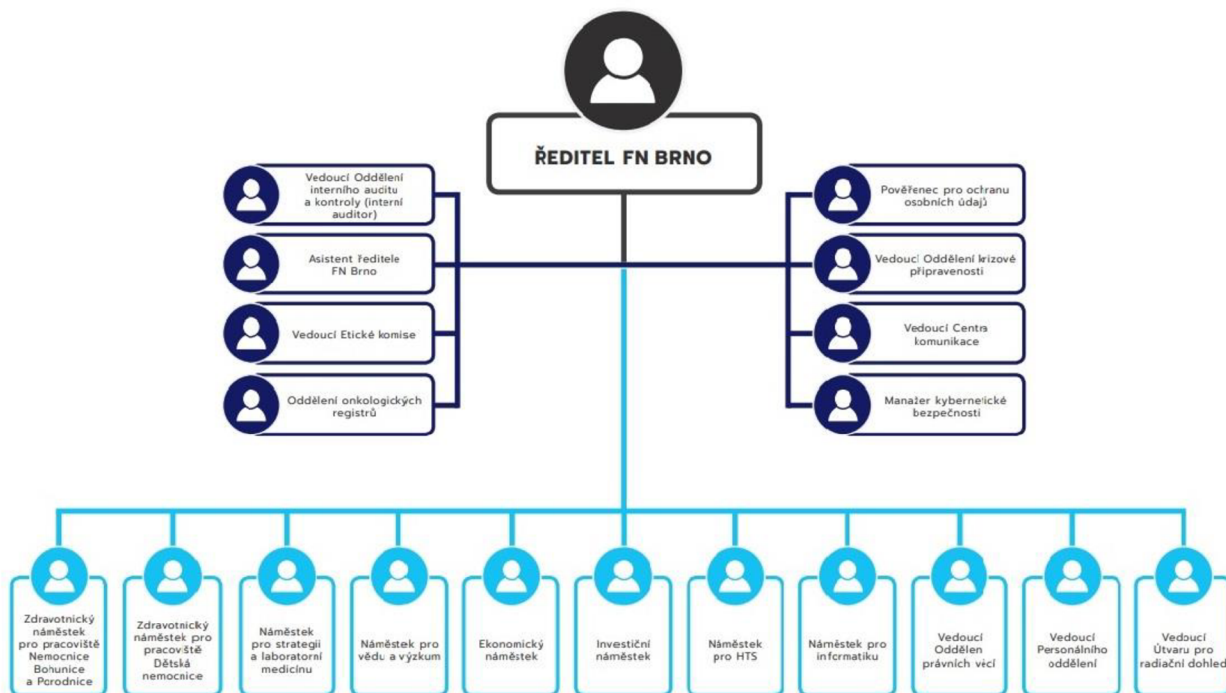 ŘEDITEL FN BRNO
Vedoucí Oddělení
interního auditu
a kontroly (interní
auditor)
Asistent ředitele
FN Brno
Vedoucí Etické komise
Oddělení onkologických
registrů
Pověřenec pro ochranu
osobních údajů
Vedoucí Oddělení krizové
připravenosti
Vedoucí Centra
komunikace
Manažer kybernetické
bezpečnosti
Zdravotnický
náměstek
pro pracoviště
Nemocnice
Bohunice
a Porodnice
Zdravotnický
náměstek pro
pracoviště
Dětská
nemocnice
Náměstek
pro strategii
a laboratorní
medicínu
Náměstek pro
vědu a výzkum
Ekonomický
náměstek
Investiční
náměstek
Náměstek
pro HTS
Náměstek pro
informatiku
Vedoucí
Oddělen
právních věcí
Vedoucí
Personálního
oddělení
Vedoucí
Útvaru pro
radiační dohled